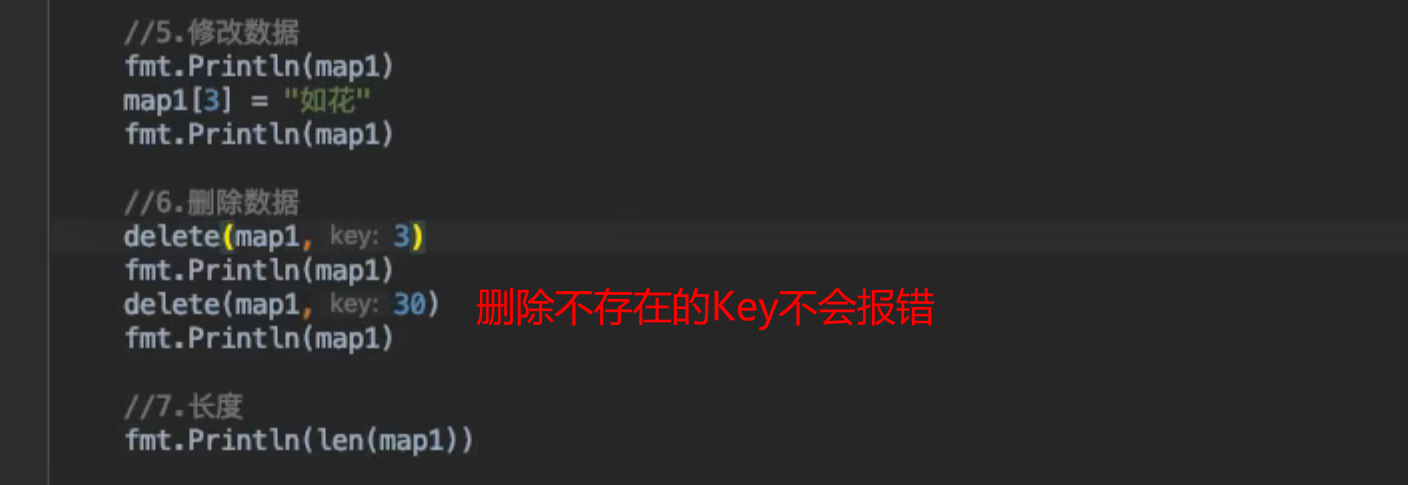 //5.修改数据
fmt.Println(map1)
map1[3] = "如花"
fmt.Println(map1)
//6.删除数据
delete(map1, key: 3)
fmt.Println(map1)
delete(map1, key: 30) 删除不存在的Key不会报错
fmt.Println(map1)
//7.长度
fmt.Println(len(map1))